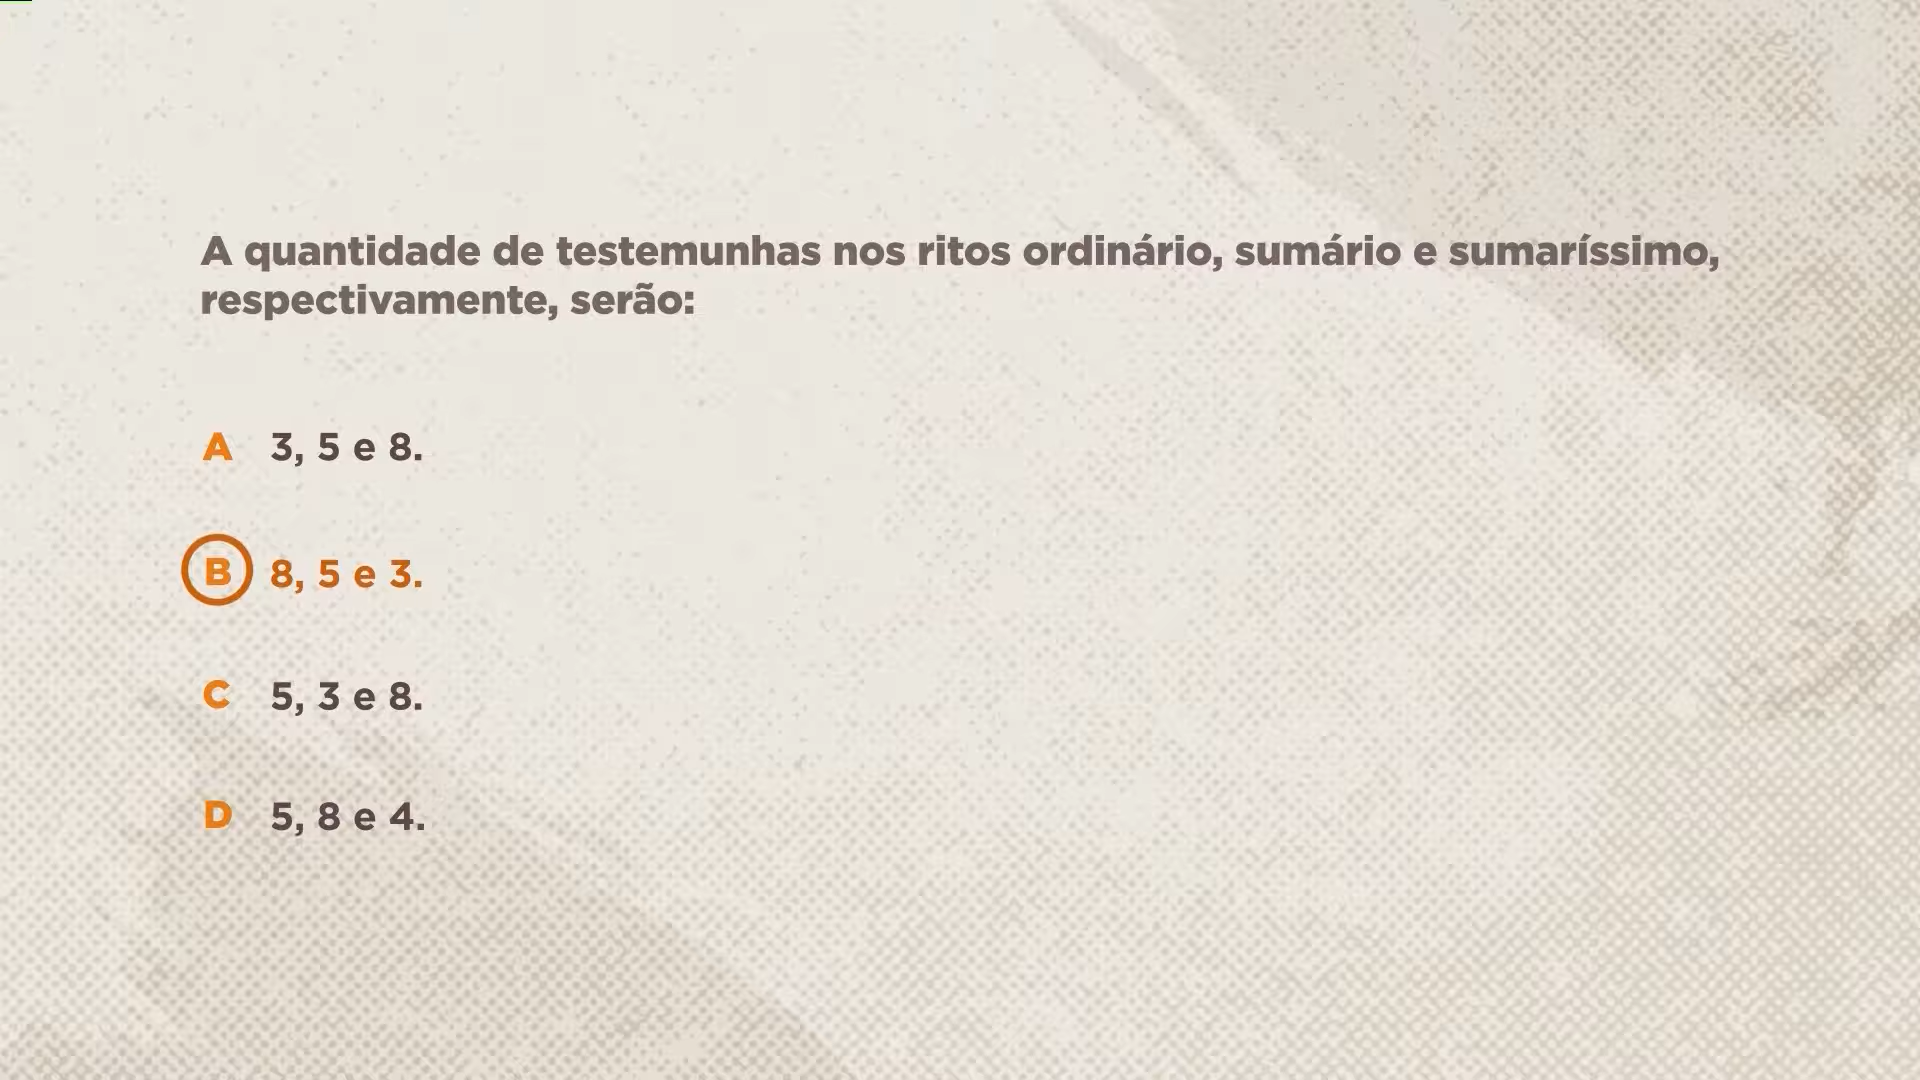 A quantidade de testemunhas nos ritos ordinário, sumário e sumaríssimo,
respectivamente, serão:
A 3, 5 e 8.
B 8, 5 e 3.
C 5, 3 e 8.
D 5, 8 e 4.